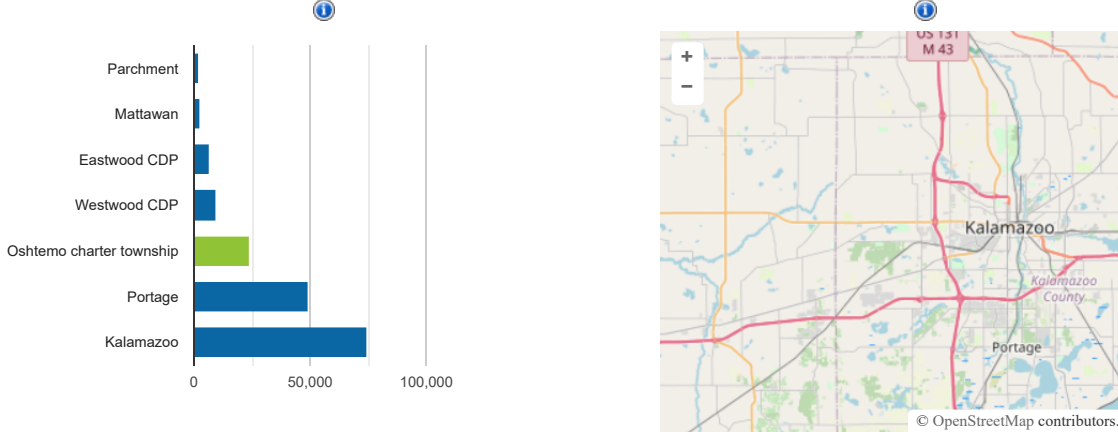 Parchment
Mattawan
Eastwood CDP
Westwood CDP
Oshtemo charter township
Portage
Kalamazoo
0 50,000 100,000
US 131
M 43
+
−
Kalamazoo
Kalamazoo
County
Portage
© OpenStreetMap contributors.